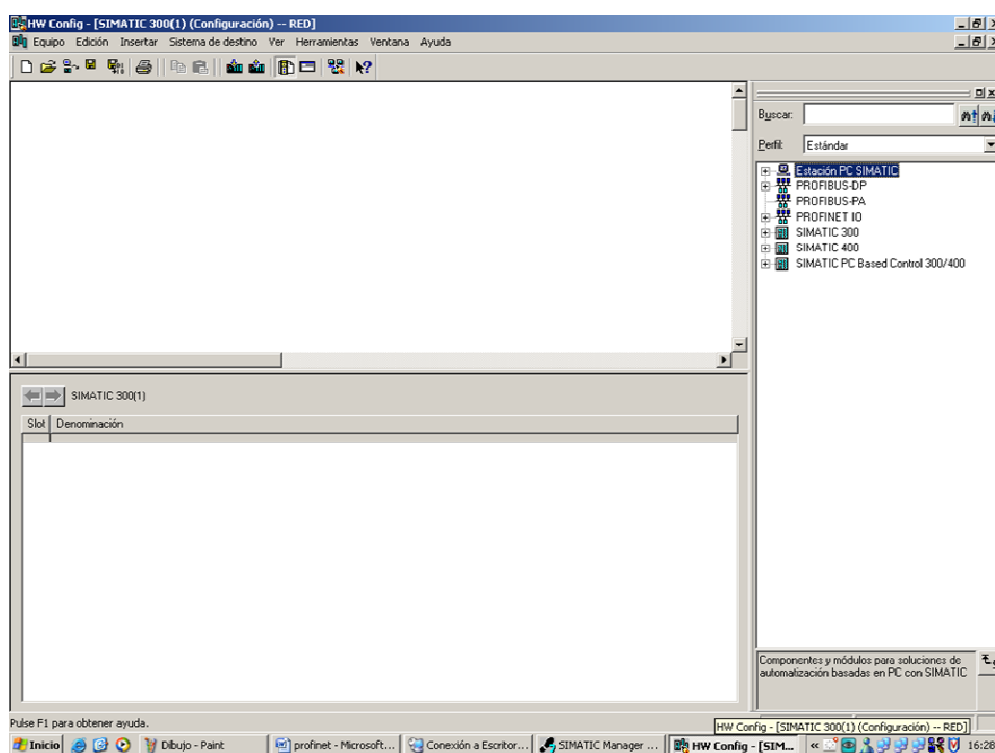 HW Config - [SIMATIC 300(1) (Configuración) -- RED]
Equipo Edición Insertar Sistema de destino Ver Herramientas Ventana Ayuda
Buscar:
Perfil: Estándar
Estación PC SIMATIC
PROFIBUS-DP
PROFIBUS-PA
PROFINET IO
SIMATIC 300
SIMATIC 400
SIMATIC PC Based Control 300/400
SIMATIC 300(1)
Slot Denominación
Componentes y módulos para soluciones de
automatización basadas en PC con SIMATIC
Pulse F1 para obtener ayuda.
HW Config - [SIMATIC 300(1) (Configuración) -- RED]
Inicio Dibujo - Paint profinet - Microsoft... Conexión a Escritor... SIMATIC Manager ... HW Config - [SIM... « 16:38